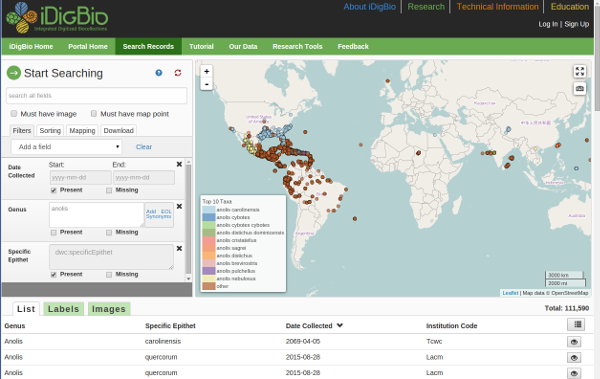 iDigBio
Integrated Digitized Biocollections
About iDigBio | Research | Technical Information | Education
Log In | Sign Up
iDigBio Home Portal Home Search Records Tutorial Our Data Research Tools Feedback
Start Searching
search all fields
Must have image Must have map point
Filters Sorting Mapping Download
Add a field Clear
Date Collected
Start: End:
yyyy-mm-dd yyyy-mm-dd
Present Missing
Genus
anolis
Add EOL Synonyms
Present Missing
Specific Epithet
dwc:specificEpithet
Present Missing
+
-
Top 10 Taxa
anolis carolinensis
anolis cybotes
anolis cybotes cybotes
anolis distichus dominicensis
anolis cristatellus
anolis sagrei
anolis distichus
anolis brevirostris
anolis pulchellus
anolis nebulosus
other
3000 km
2000 mi
Leaflet | Map data © OpenStreetMap
List Labels Images
Total: 111,590
Genus Specific Epithet Date Collected Institution Code
Anolis carolinensis 2069-04-05 Tcwc
Anolis quercorum 2015-08-28 Lacm
Anolis quercorum 2015-08-28 Lacm